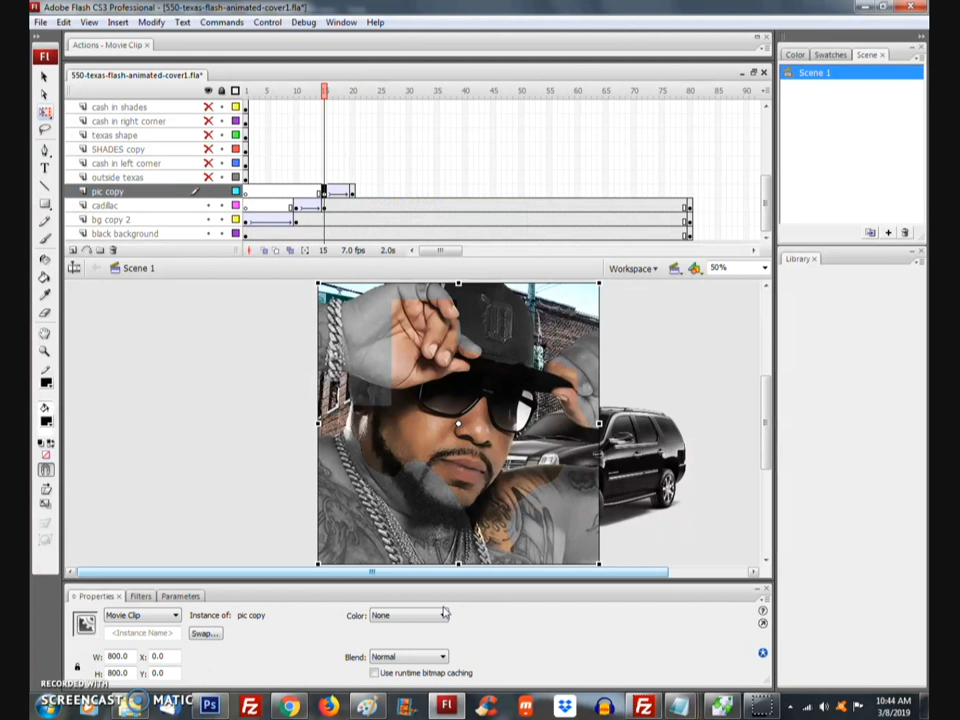 Adobe Flash CS3 Professional - [550-texas-flash-animated-cover1.fla*]
File Edit View Insert Modify Text Commands Control Debug Window Help
Actions - Movie Clip ×
Color Swatches Scene ×
550-texas-flash-animated-cover1.fla*
Scene 1
1 5 10 15 20 25 30 35 40 45 50 55 60 65 70 75 80 85 90
cash in shades
cash in right corner
texas shape
SHADES copy
cash in left corner
outside texas
pic copy
cadillac
bg copy 2
black background
15 7.0 fps 2.0s
Library ×
Scene 1 Workspace 50%
D
Properties × Filters Parameters
Movie Clip Instance of: pic copy Color: None
<Instance Name> Swap...
W: 800.0 X: 0.0 Blend: Normal
H: 800.0 Y: 0.0 Use runtime bitmap caching
RECORDED WITH
SCREENCAST MATIC
Ps Fz Fl m Fz
10:44 AM
3/8/2019